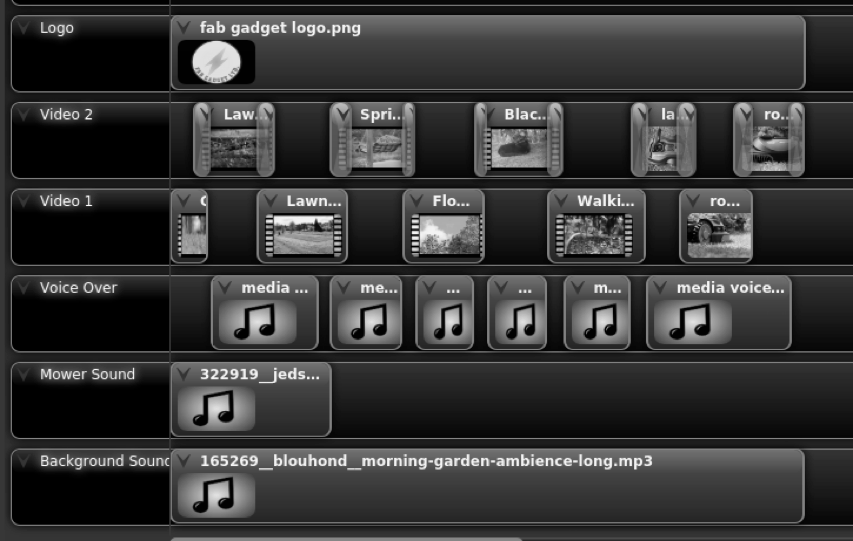 Logo
fab gadget logo.png
Video 2
Law...
Spri...
Blac...
la...
ro...
Video 1
Lawn...
Flo...
Walki...
ro...
Voice Over
media ...
me...
...
...
m...
media voice...
Mower Sound
322919__jeds...
Background Sound
165269__blouhond__morning-garden-ambience-long.mp3